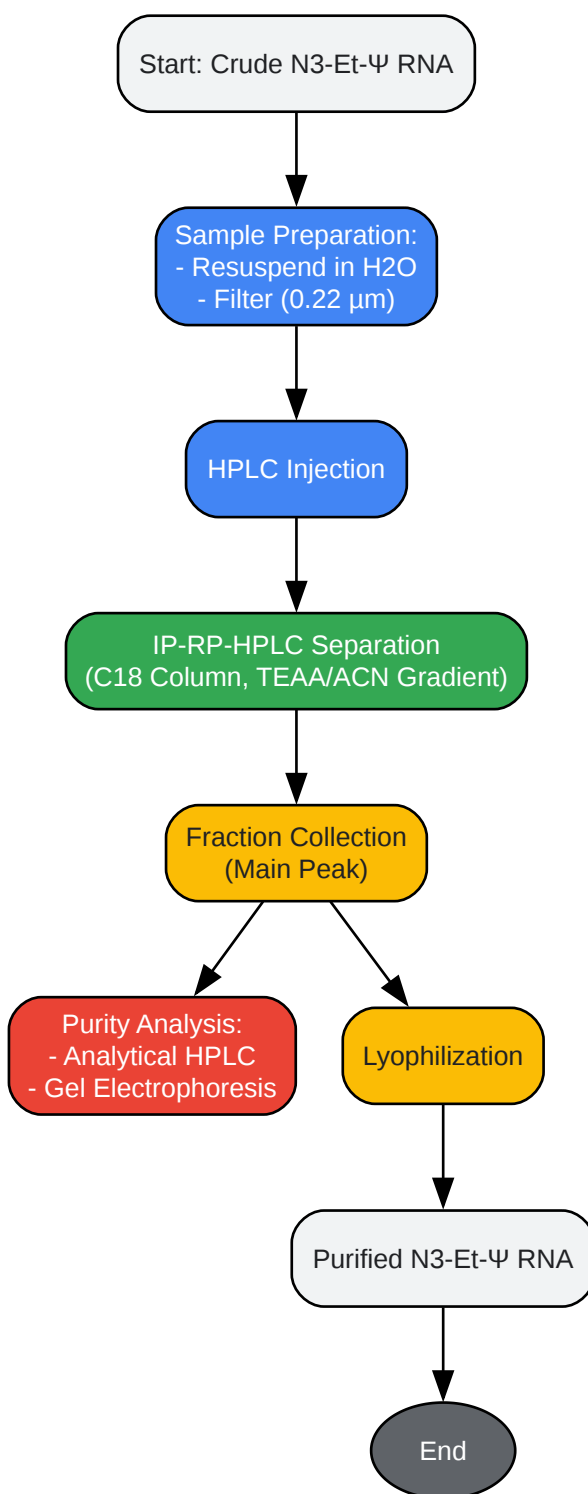 Start: Crude N3-Et-Ψ RNA
Sample Preparation:
- Resuspend in H2O
- Filter (0.22 µm)
HPLC Injection
IP-RP-HPLC Separation
(C18 Column, TEAA/ACN Gradient)
Fraction Collection
(Main Peak)
Purity Analysis:
- Analytical HPLC
- Gel Electrophoresis
Lyophilization
Purified N3-Et-Ψ RNA
End